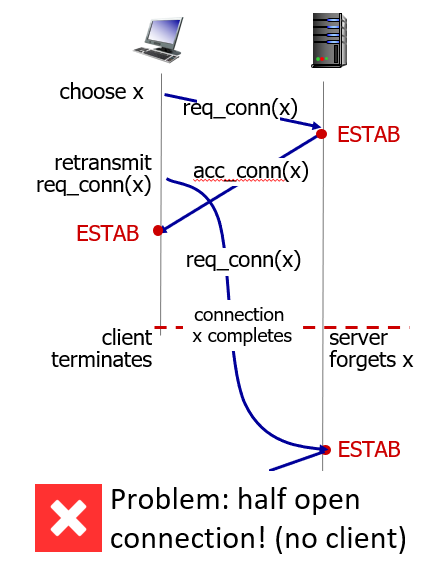 choose x
req_conn(x)
ESTAB
retransmit
req_conn(x)
acc_conn(x)
ESTAB
req_conn(x)
connection
x completes
client
terminates
server
forgets x
ESTAB
Problem: half open
connection! (no client)